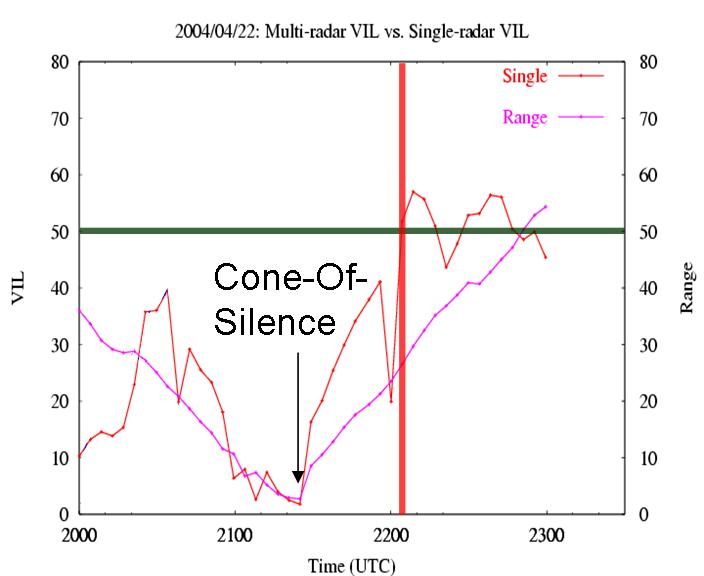 2004/04/22: Multi-radar VIL vs. Single-radar VIL
80 80
Single
70 70
Range
60 60
50 50
VIL
40 40
Range
Cone-Of-
Silence
30 30
20 20
10 10
0 0
2000 2100 2200 2300
Time (UTC)